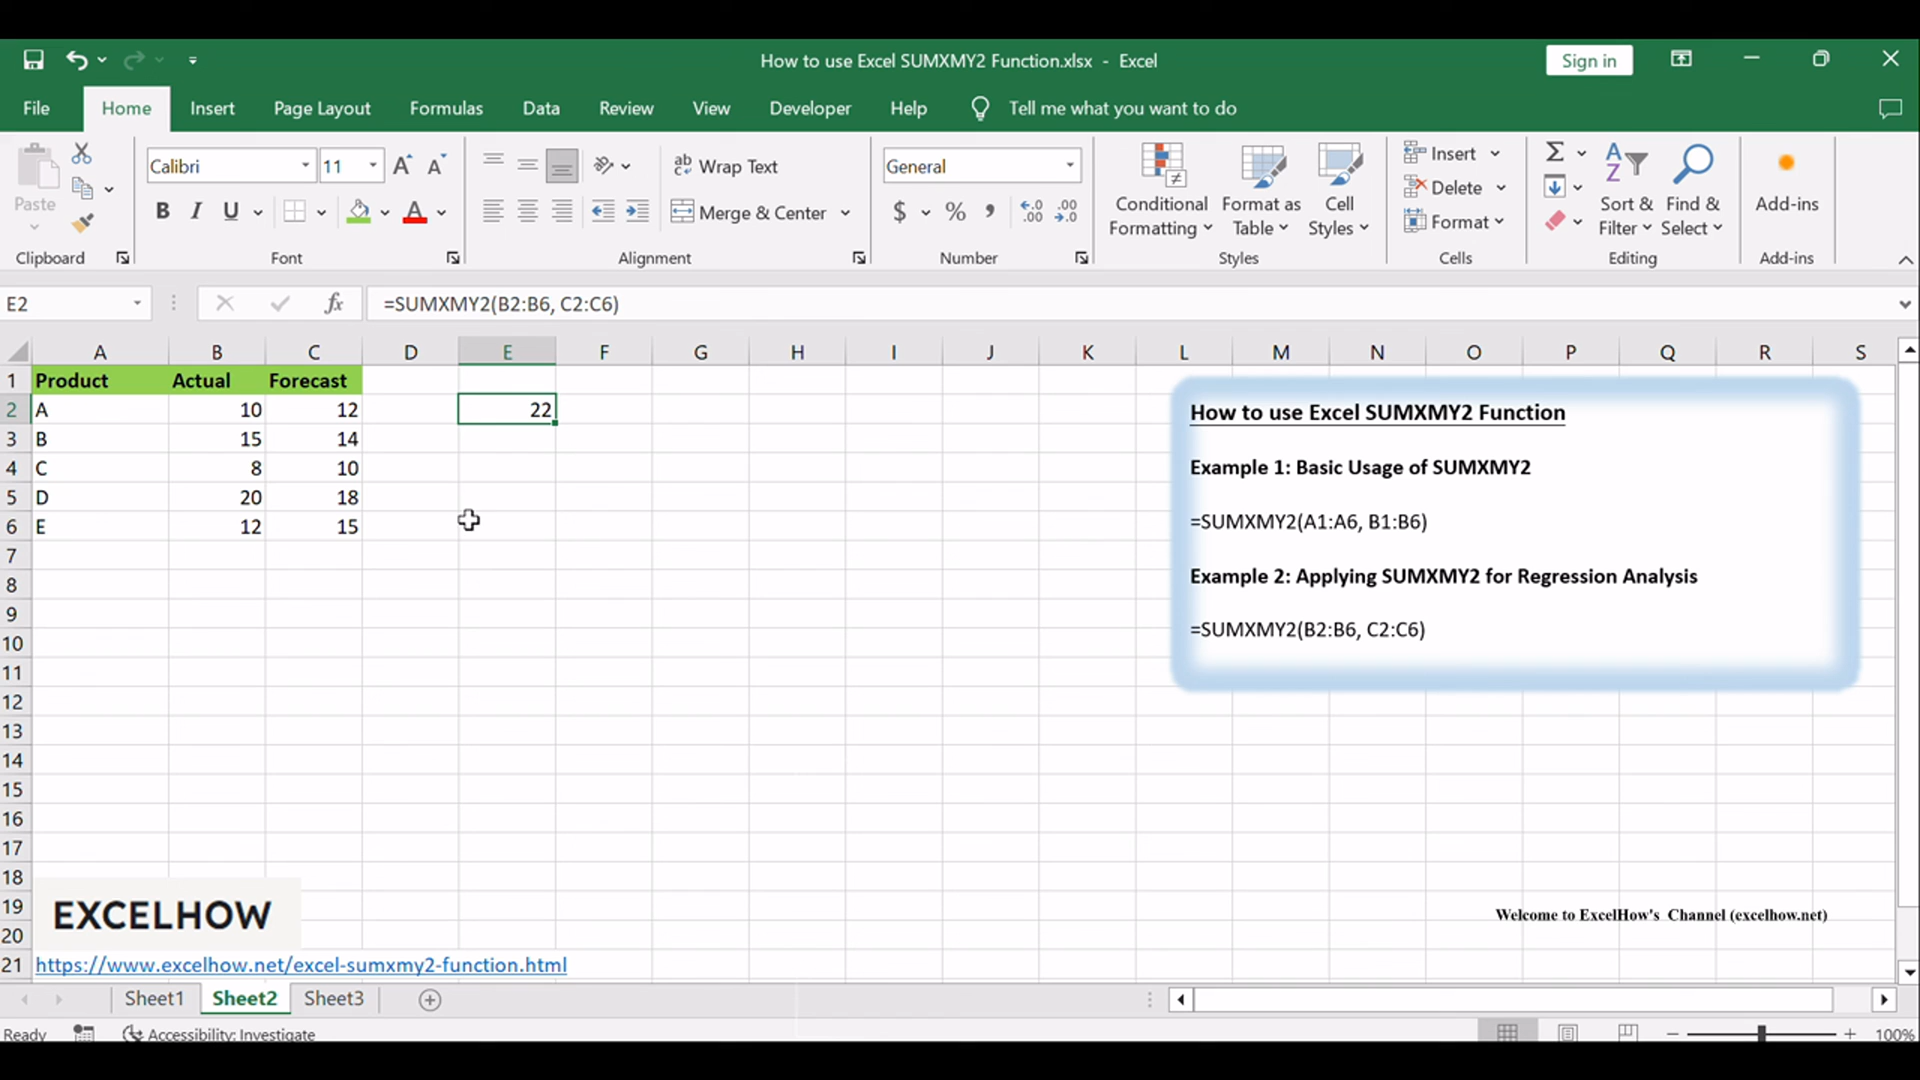 How to use Excel SUMXMY2 Function.xlsx - Excel
Sign in
File Home Insert Page Layout Formulas Data Review View Developer Help Tell me what you want to do
Paste
Clipboard
Calibri 11
B I U
Font
Wrap Text
Merge & Center
Alignment
General
$ % ,
Number
Conditional Formatting
Format as Table
Cell Styles
Styles
Insert
Delete
Format
Cells
Sort & Filter
Find & Select
Editing
Add-ins
Add-ins
E2 fx =SUMXMY2(B2:B6, C2:C6)
A B C D E F G H I J K L M N O P Q R S
1 Product Actual Forecast
2 A 10 12 22
3 B 15 14
4 C 8 10
5 D 20 18
6 E 12 15
7
8
9
10
11
12
13
14
15
16
17
18
19
20
21 https://www.excelhow.net/excel-sumxmy2-function.html
How to use Excel SUMXMY2 Function
Example 1: Basic Usage of SUMXMY2
=SUMXMY2(A1:A6, B1:B6)
Example 2: Applying SUMXMY2 for Regression Analysis
=SUMXMY2(B2:B6, C2:C6)
EXCELHOW
Welcome to ExcelHow's Channel (excelhow.net)
Sheet1 Sheet2 Sheet3
Ready Accessibility: Investigate 100%